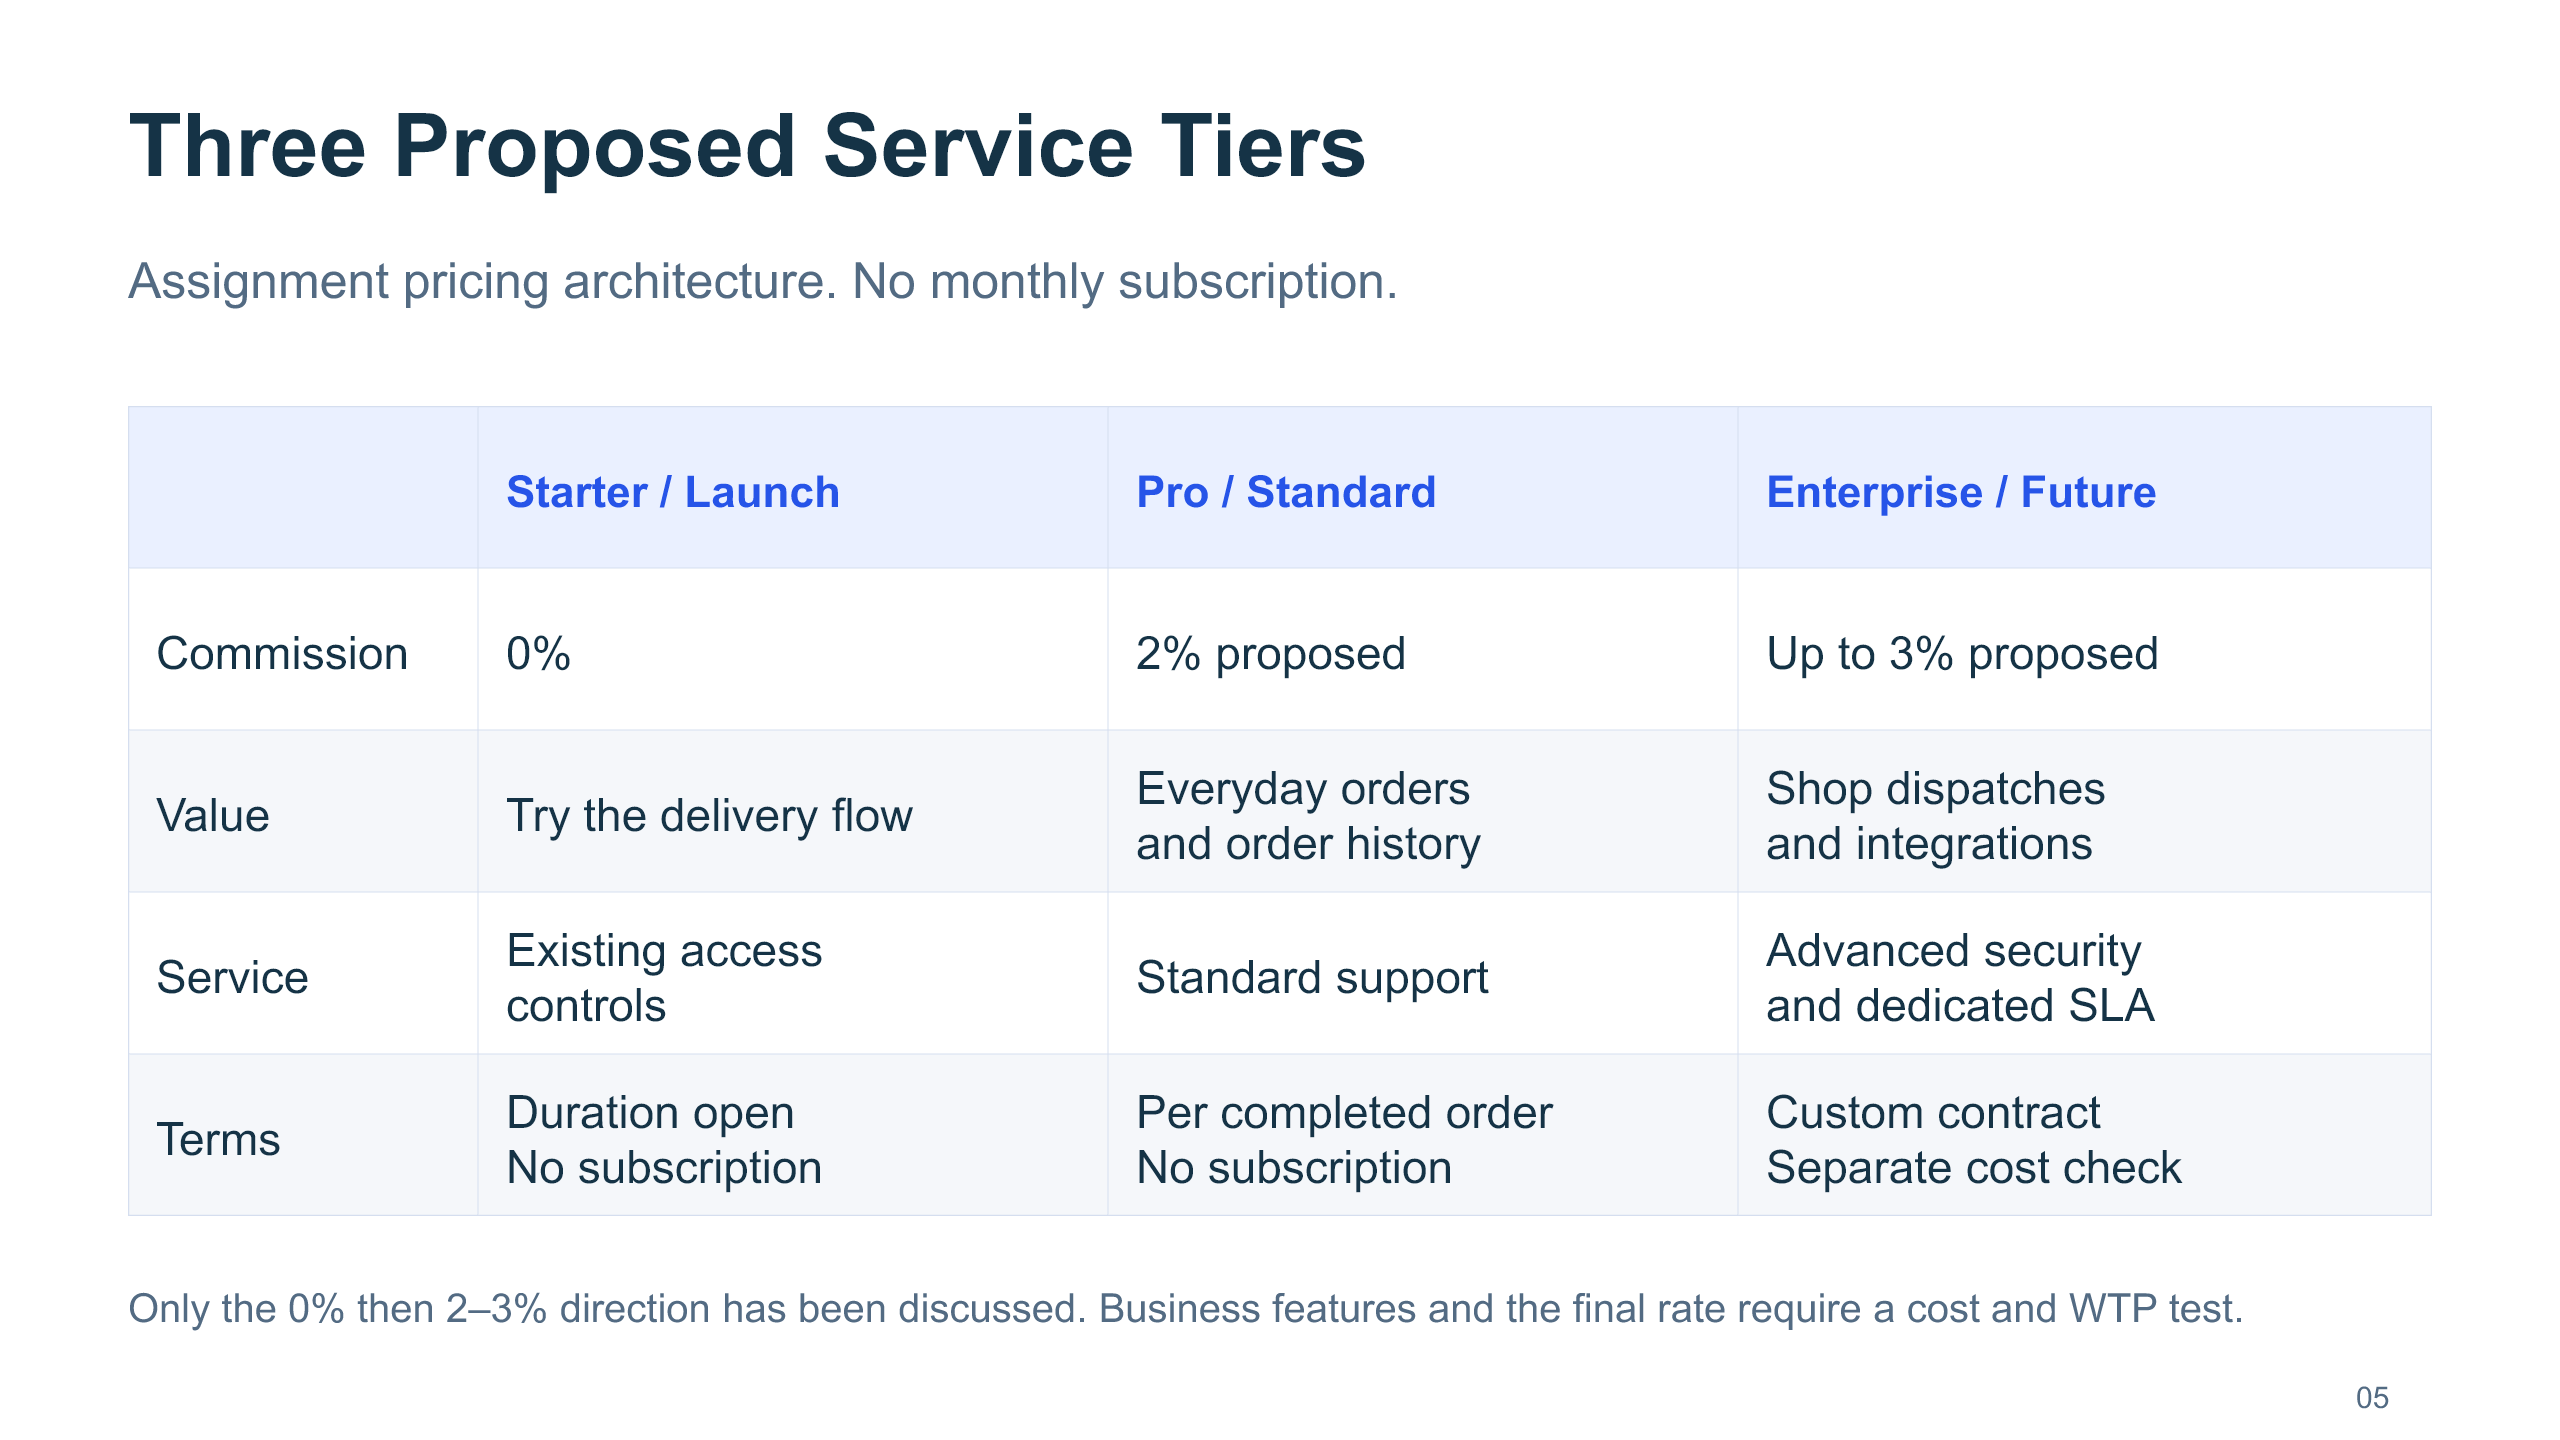 Three Proposed Service Tiers
Assignment pricing architecture. No monthly subscription.
Starter / Launch
Pro / Standard
Enterprise / Future
Commission
0%
2% proposed
Up to 3% proposed
Value
Try the delivery flow
Everyday orders
and order history
Shop dispatches
and integrations
Service
Existing access
controls
Standard support
Advanced security
and dedicated SLA
Terms
Duration open
No subscription
Per completed order
No subscription
Custom contract
Separate cost check
Only the 0% then 2–3% direction has been discussed. Business features and the final rate require a cost and WTP test.
05